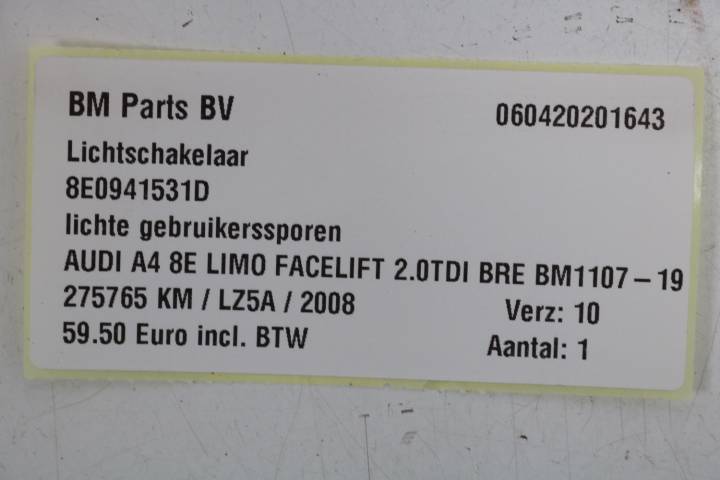 BM Parts BV 060420201643
Lichtschakelaar
8E0941531D
lichte gebruikerssporen
AUDI A4 8E LIMO FACELIFT 2.0TDI BRE BM1107-19
275765 KM / LZ5A / 2008 Verz: 10
59.50 Euro incl. BTW Aantal: 1